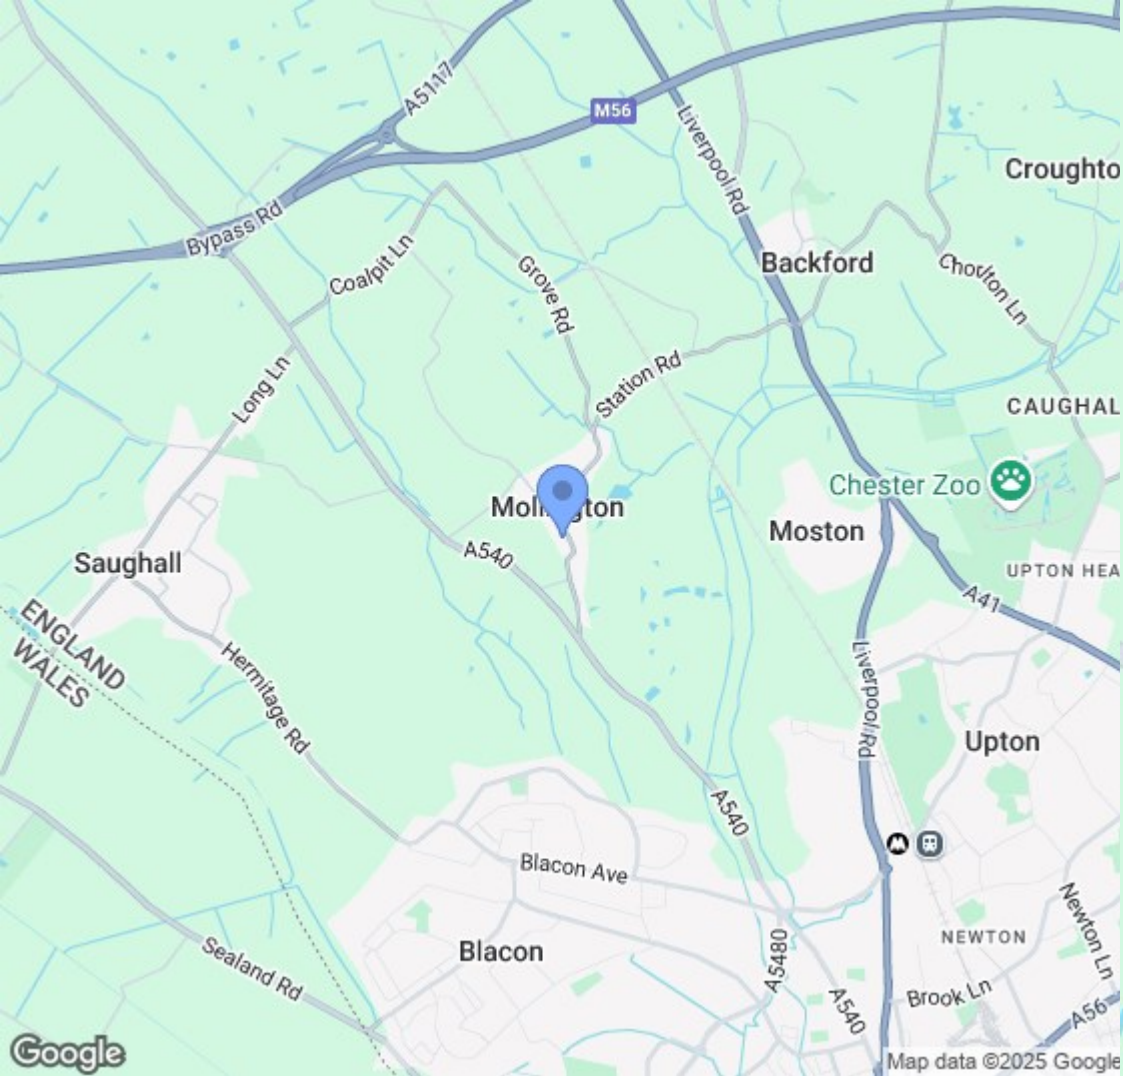 A5117
M56
Liverpool Rd
Croughto
Bypass Rd
Coalpit Ln
Grove Rd
Backford
Chorlton Ln
Long Ln
Station Rd
CAUGHAL
Chester Zoo
Mollington
Moston
Saughall
A540
UPTON HEA
A41
ENGLAND
WALES
Hermitage Rd
Liverpool Rd
Upton
A540
Blacon Ave
Newton Ln
Blacon
NEWTON
Sealand Rd
A5480
A540
Brook Ln
A56
Google
Map data ©2025 Google